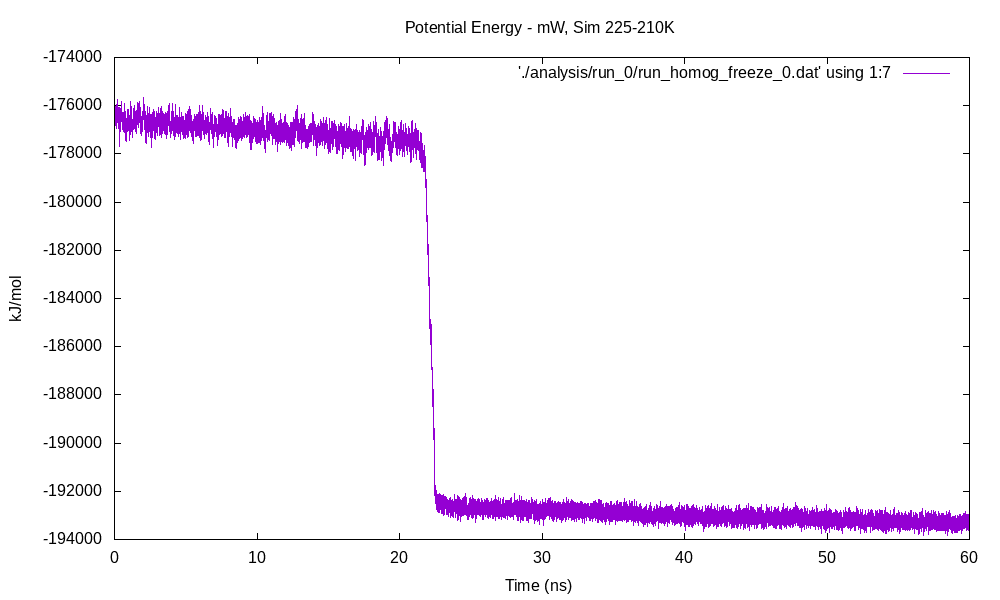 Potential Energy - mW, Sim 225-210K
'./analysis/run_0/run_homog_freeze_0.dat' using 1:7
kJ/mol
-174000
-176000
-178000
-180000
-182000
-184000
-186000
-188000
-190000
-192000
-194000
0 10 20 30 40 50 60
Time (ns)